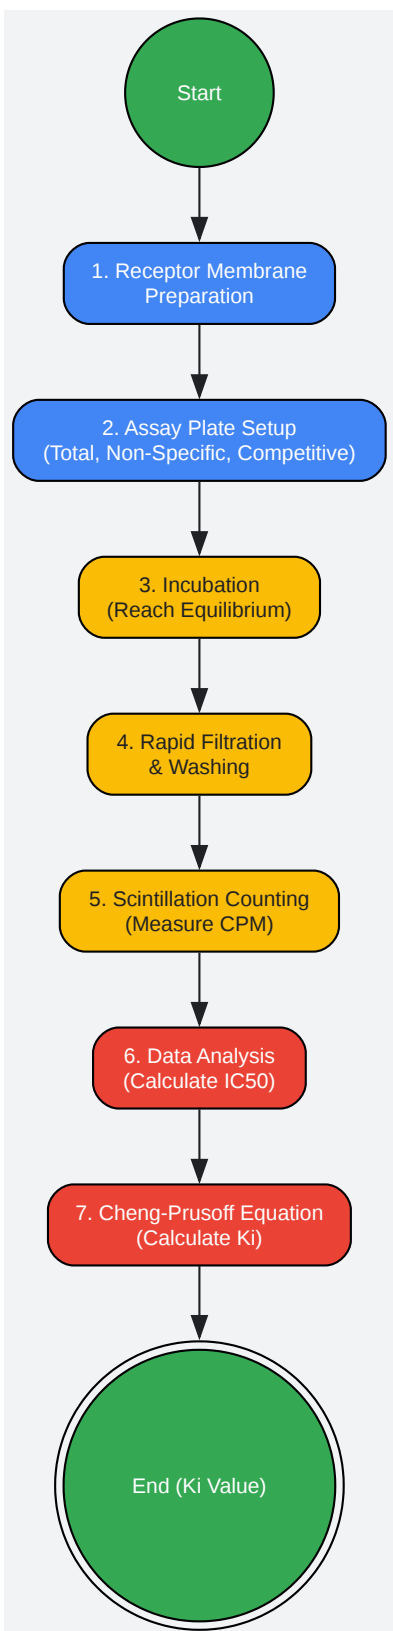 Start
1. Receptor Membrane
Preparation
2. Assay Plate Setup
(Total, Non-Specific, Competitive)
3. Incubation
(Reach Equilibrium)
4. Rapid Filtration
& Washing
5. Scintillation Counting
(Measure CPM)
6. Data Analysis
(Calculate IC50)
7. Cheng-Prusoff Equation
(Calculate Ki)
End (Ki Value)